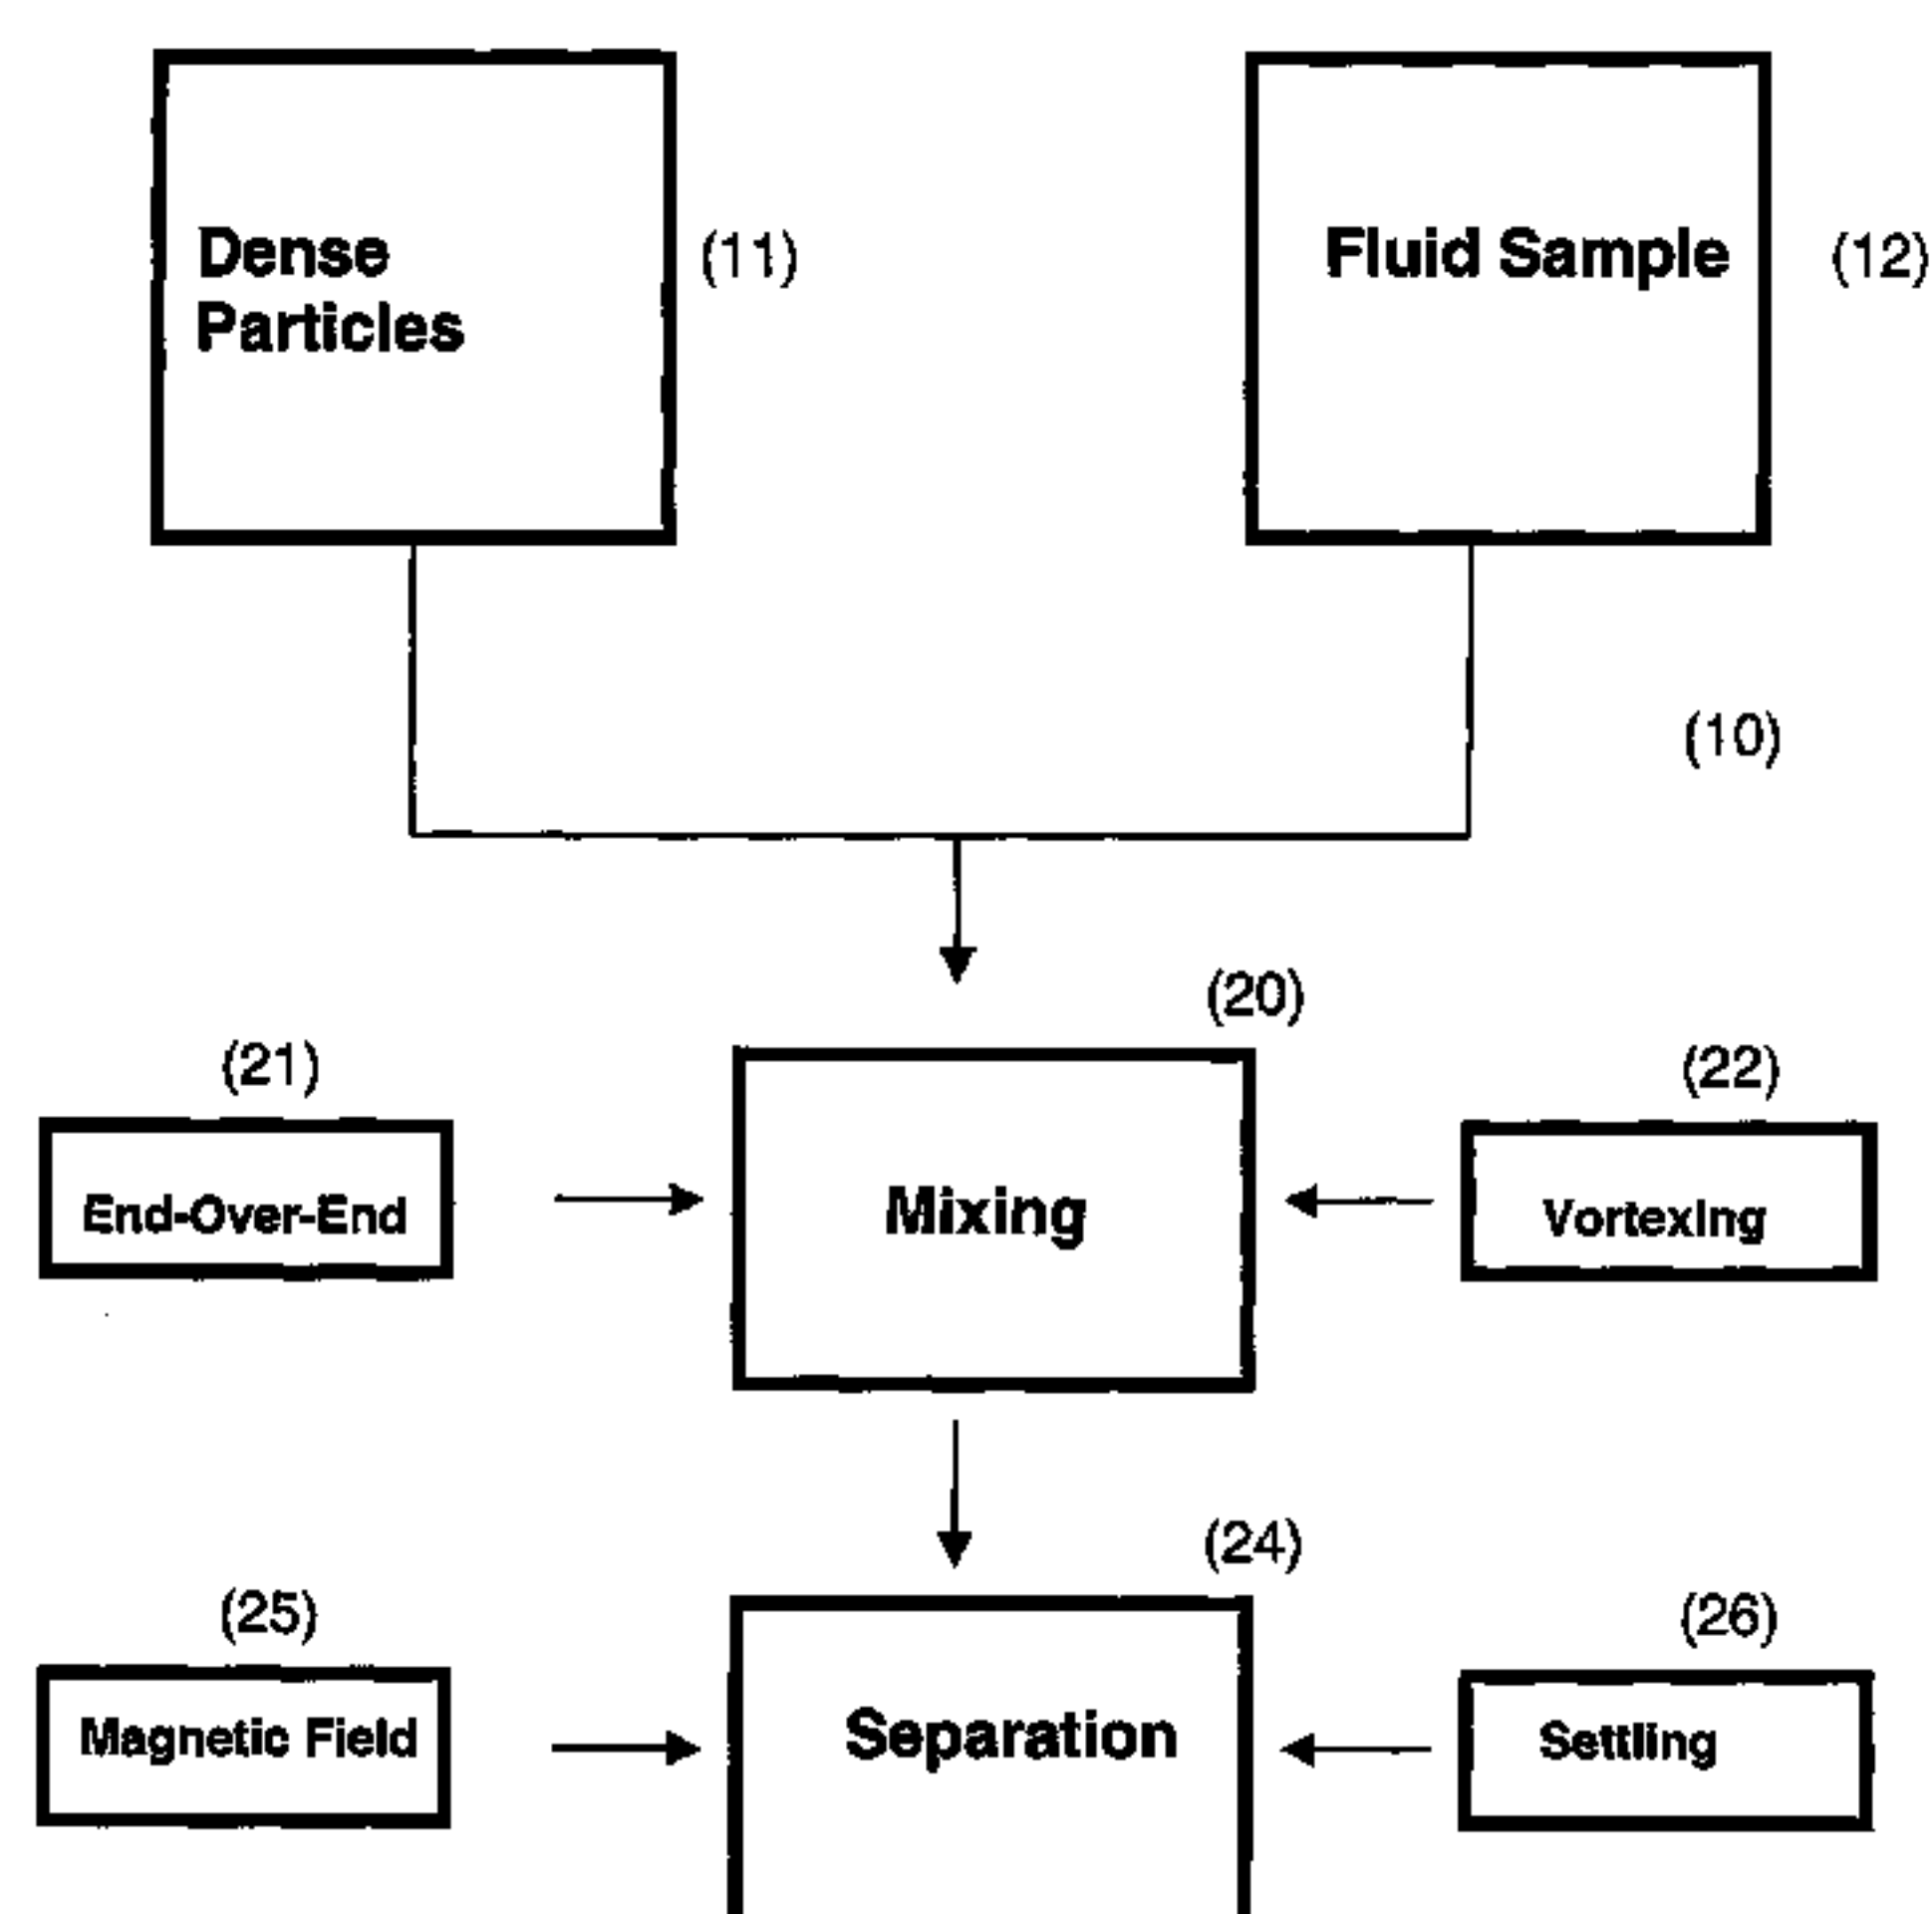 Dense
Particles
(11)
Fluid Sample
(12)
(10)
(20)
(21)
(22)
End-Over-End
Mixing
Vortexing
(24)
(25)
(26)
Magnetic Field
Separation
Settling